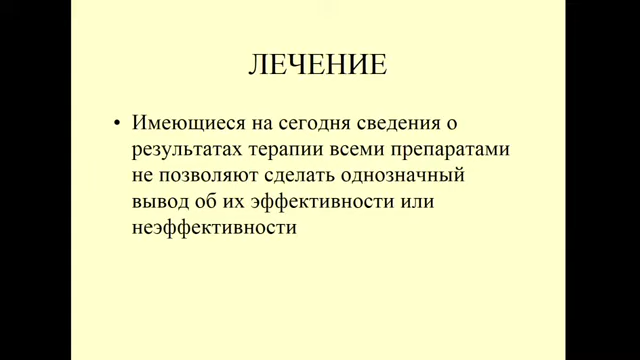 ЛЕЧЕНИЕ
• Имеющиеся на сегодня сведения о
результатах терапии всеми препаратами
не позволяют сделать однозначный
вывод об их эффективности или
неэффективности